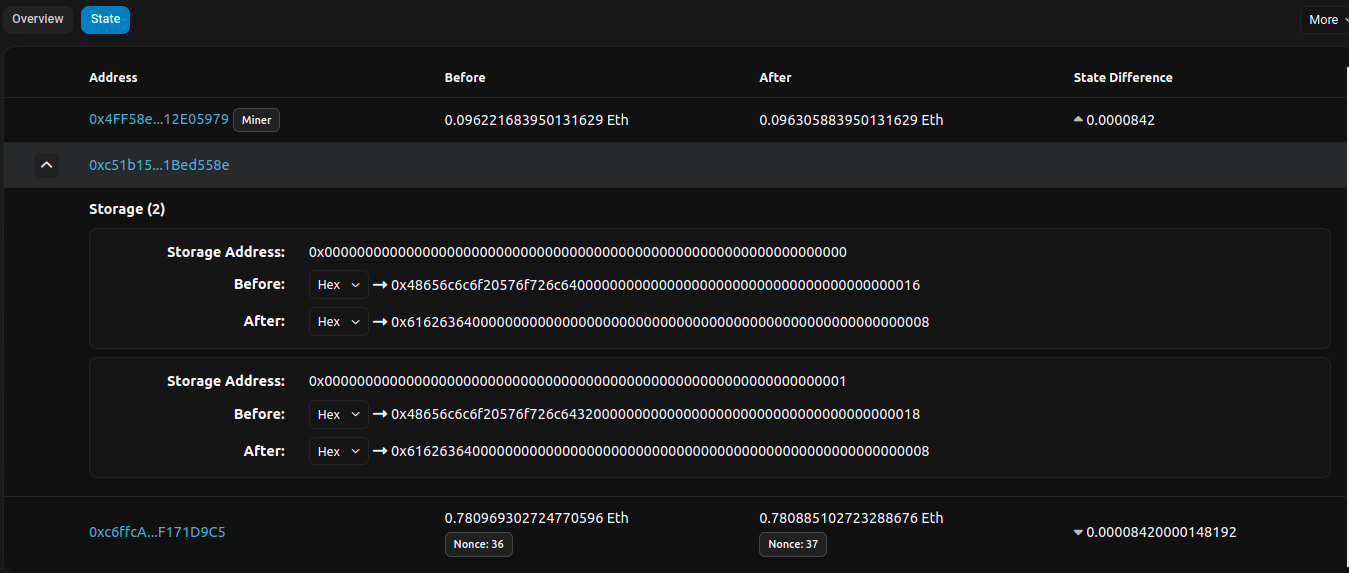 Overview
State
More
Address Before After State Difference
0x4FF58e...12E05979 Miner 0.096221683950131629 Eth 0.096305883950131629 Eth 0.0000842
0xc51b15...1Bed558e
Storage (2)
Storage Address: 0x0000000000000000000000000000000000000000000000000000000000000000
Before: Hex → 0x48656c6c6f20576f726c64000000000000000000000000000000000000000016
After: Hex → 0x6162636400000000000000000000000000000000000000000000000000000008
Storage Address: 0x0000000000000000000000000000000000000000000000000000000000000001
Before: Hex → 0x48656c6c6f20576f726c64320000000000000000000000000000000000000018
After: Hex → 0x6162636400000000000000000000000000000000000000000000000000000008
0xc6ffcA...F171D9C5 0.780969302724770596 Eth 0.780885102723288676 Eth 0.00008420000148192
Nonce: 36 Nonce: 37